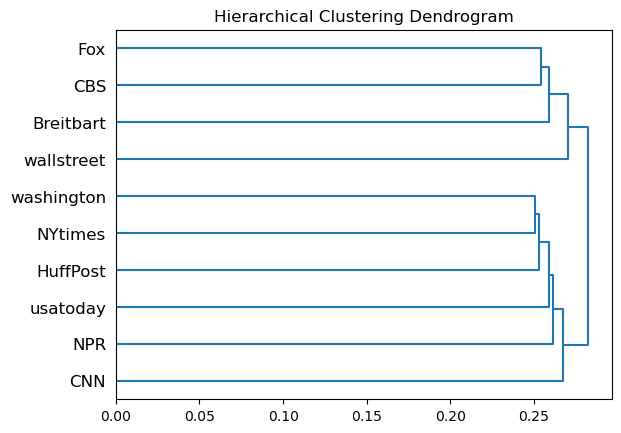 Hierarchical Clustering Dendrogram
Fox
CBS
Breitbart
wallstreet
washington
NYtimes
HuffPost
usatoday
NPR
CNN
0.00 0.05 0.10 0.15 0.20 0.25